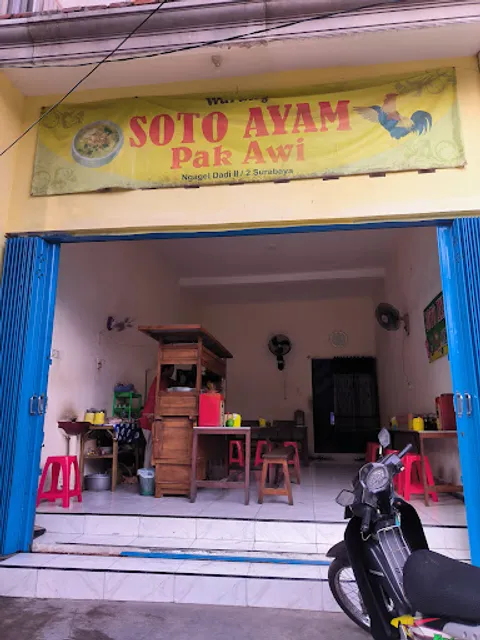 Warung
SOTO AYAM
Pak Awi
Ngagel Dadi II / 2 Surabaya